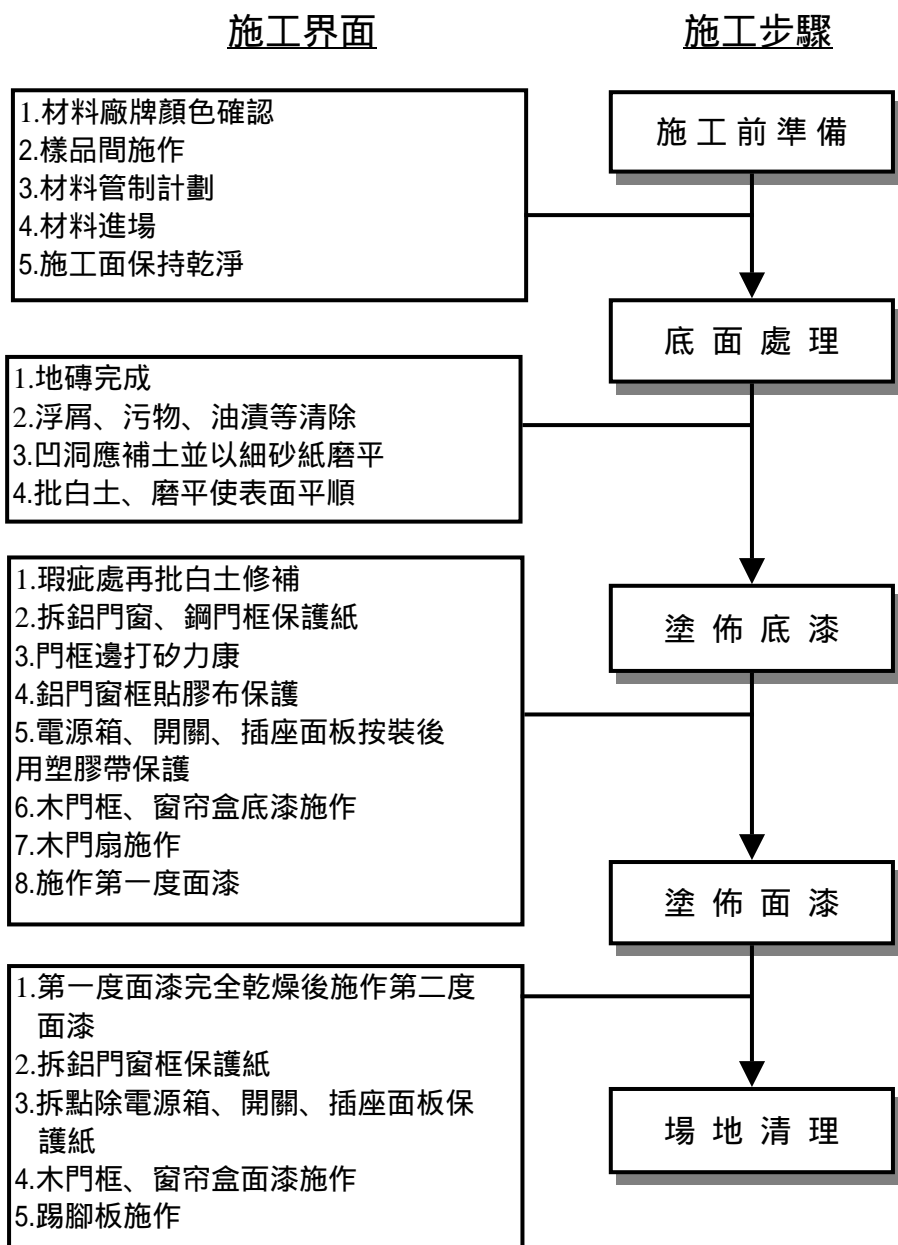 施工界面
施工步驟
1.材料廠牌顏色確認
2.樣品間施作
3.材料管制計劃
4.材料進場
5.施工面保持乾淨
施工前準備
底面處理
1.地磚完成
2.浮屑、污物、油漬等清除
3.凹洞應補土並以細砂紙磨平
4.批白土、磨平使表面平順
塗佈底漆
1.瑕疵處再批白土修補
2.拆鋁門窗、鋼門框保護紙
3.門框邊打矽力康
4.鋁門窗框貼膠布保護
5.電源箱、開關、插座面板按裝後
用塑膠帶保護
6.木門框、窗帘盒底漆施作
7.木門扇施作
8.施作第一度面漆
塗佈面漆
1.第一度面漆完全乾燥後施作第二度
面漆
2.拆鋁門窗框保護紙
3.拆點除電源箱、開關、插座面板保
護紙
4.木門框、窗帘盒面漆施作
5.踢腳板施作
場地清理